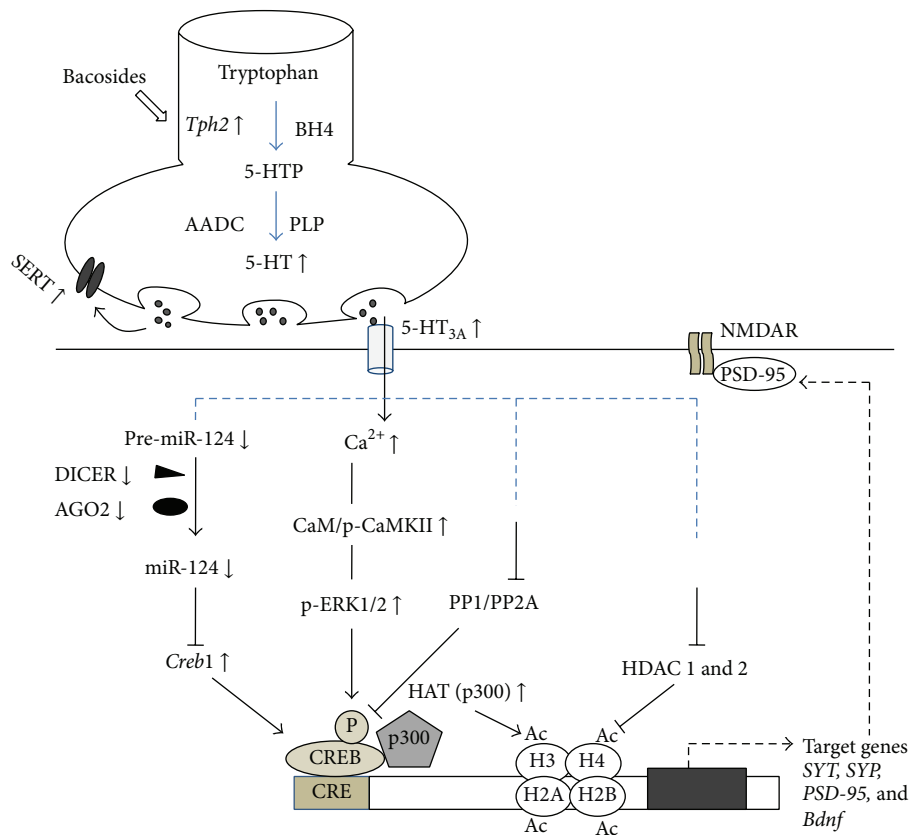 Tryptophan
Bacosides
Tph2 ↑
BH4
5-HTP
AADC
PLP
5-HT ↑
SERT ↑
5-HT3A ↑
NMDAR
PSD-95
Pre-miR-124 ↓
Ca2+ ↑
DICER ↓
AGO2 ↓
CaM/p-CaMKII ↑
miR-124 ↓
p-ERK1/2 ↑
PP1/PP2A
Creb1 ↑
HDAC 1 and 2
HAT (p300) ↑
P
p300
Ac
Ac
CREB
H3
H4
CRE
H2A
H2B
Ac
Ac
Target genes
SYT, SYP,
PSD-95, and
Bdnf